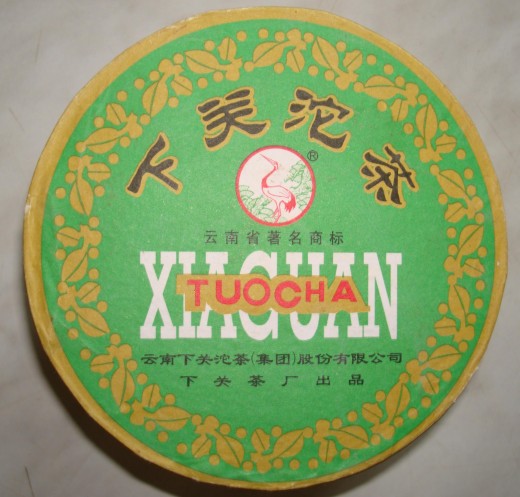 下关沱茶
®
云南省著名商标
XIAGUAN
TUOCHA
云南下关沱茶(集团)股份有限公司
下关茶厂出品